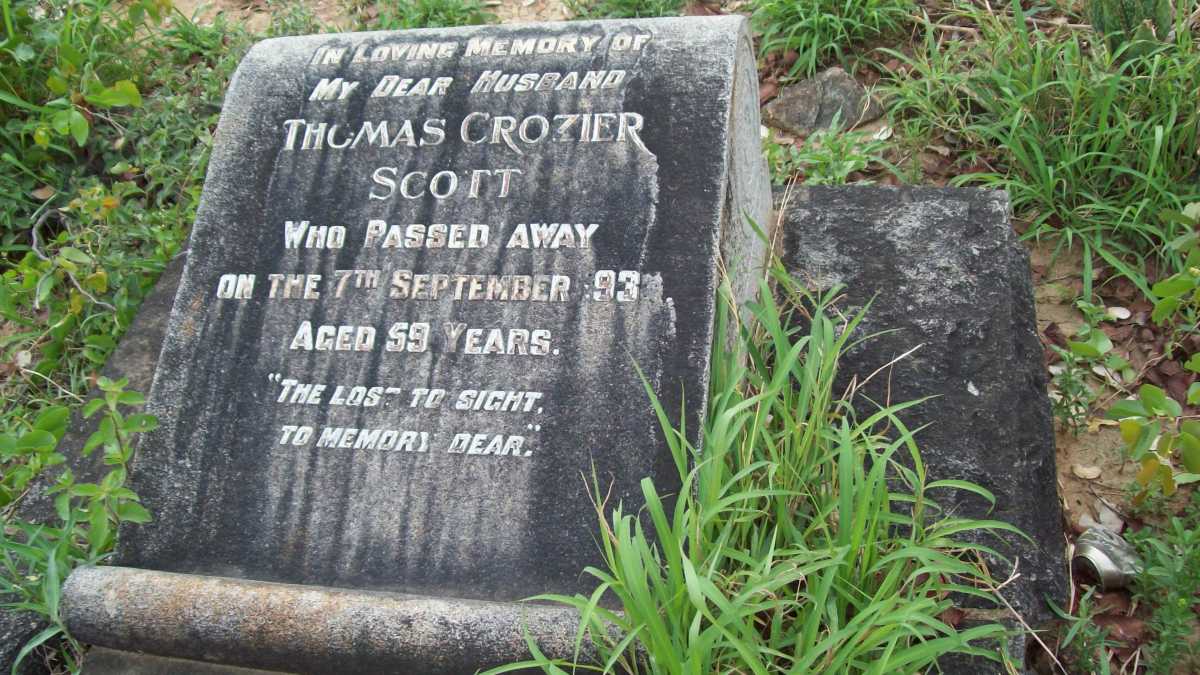 IN LOVING MEMORY OF
MY DEAR HUSBAND
THOMAS CROZIER
SCOTT
WHO PASSED AWAY
ON THE 7TH SEPTEMBER 93
AGED 59 YEARS.
"THE LOST TO SIGHT,
TO MEMORY DEAR."